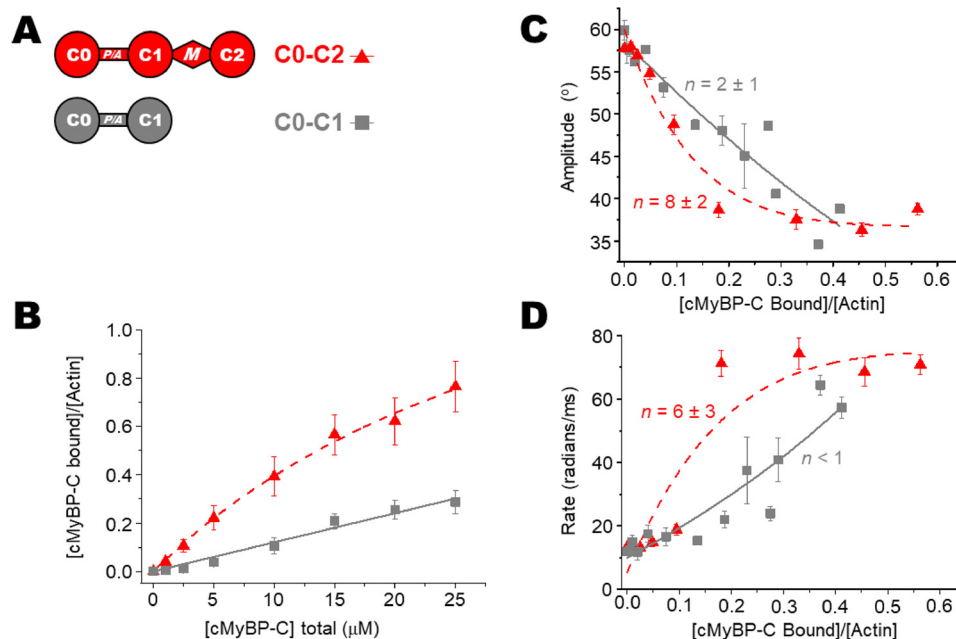 A
C0 P/A C1 M C2
C0-C2
C0 P/A C1
C0-C1
B
[cMyBP-C bound]/[Actin]
1.0
0.8
0.6
0.4
0.2
0.0
0 5 10 15 20 25
[cMyBP-C] total (μM)
C
Amplitude (º)
60
55
50
45
40
35
n = 2 ± 1
n = 8 ± 2
0.0 0.1 0.2 0.3 0.4 0.5 0.6
[cMyBP-C Bound]/[Actin]
D
Rate (radians/ms)
80
60
40
20
0
n = 6 ± 3
n < 1
0.0 0.1 0.2 0.3 0.4 0.5 0.6
[cMyBP-C Bound]/[Actin]